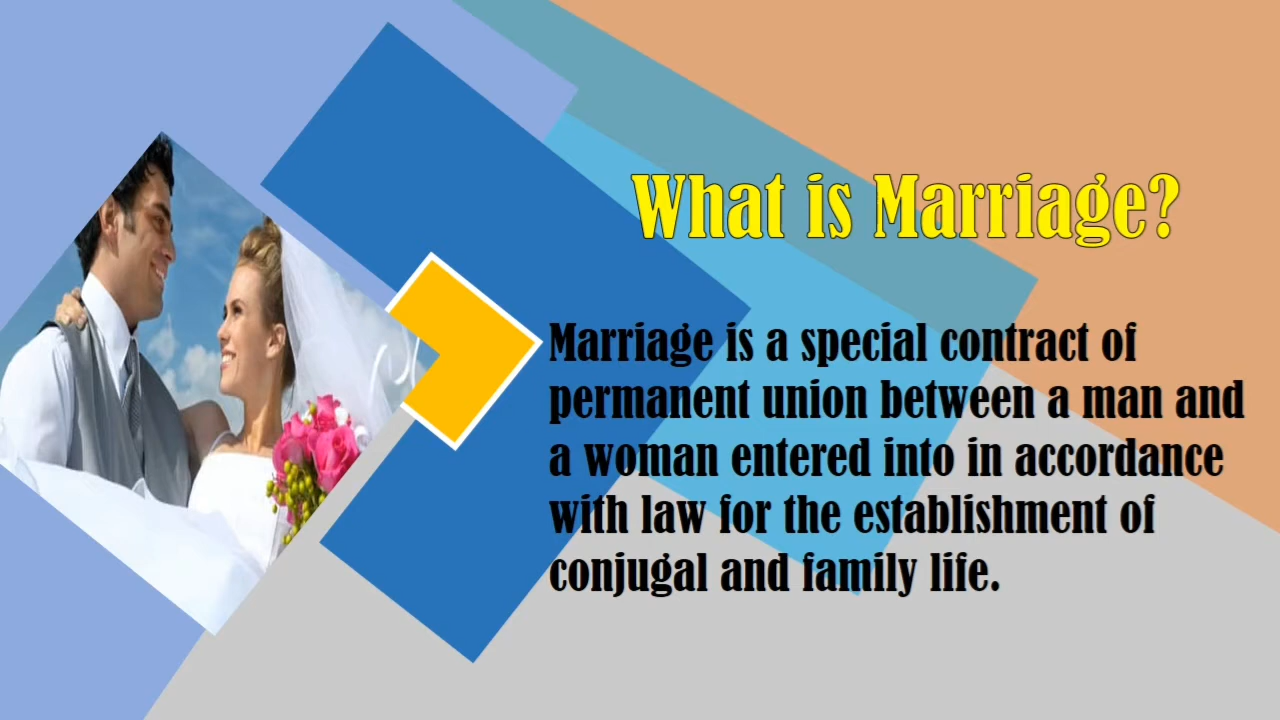 What is Marriage?
Marriage is a special contract of
permanent union between a man and
a woman entered into in accordance
with law for the establishment of
conjugal and family life.